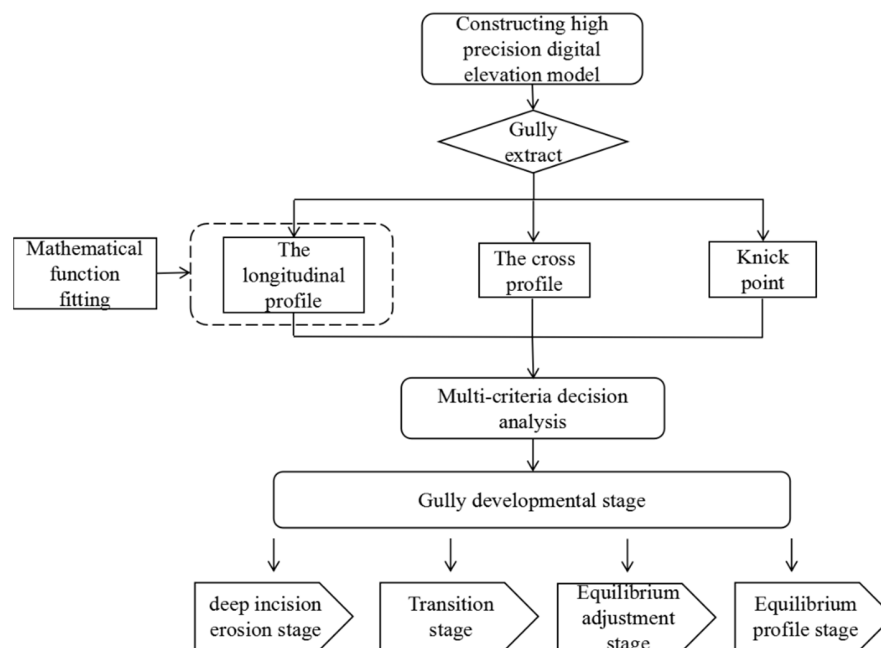 Constructing high
precision digital
elevation model
Gully
extract
Mathematical
function
fitting
The
longitudinal
profile
The cross
profile
Knick
point
Multi-criteria decision
analysis
Gully developmental stage
deep incision
erosion stage
Transition
stage
Equilibrium
adjustment
stage
Equilibrium
profile stage